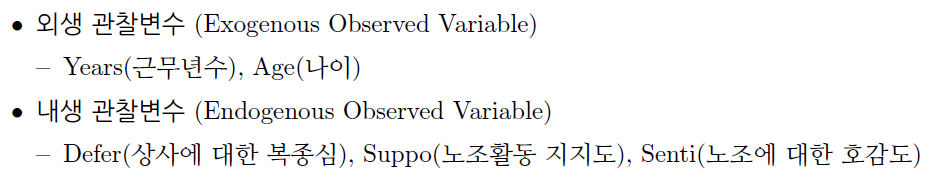 • 외생 관찰변수 (Exogenous Observed Variable)
– Years(근무년수), Age(나이)
• 내생 관찰변수 (Endogenous Observed Variable)
– Defer(상사에 대한 복종심), Suppo(노조활동 지지도), Senti(노조에 대한 호감도)